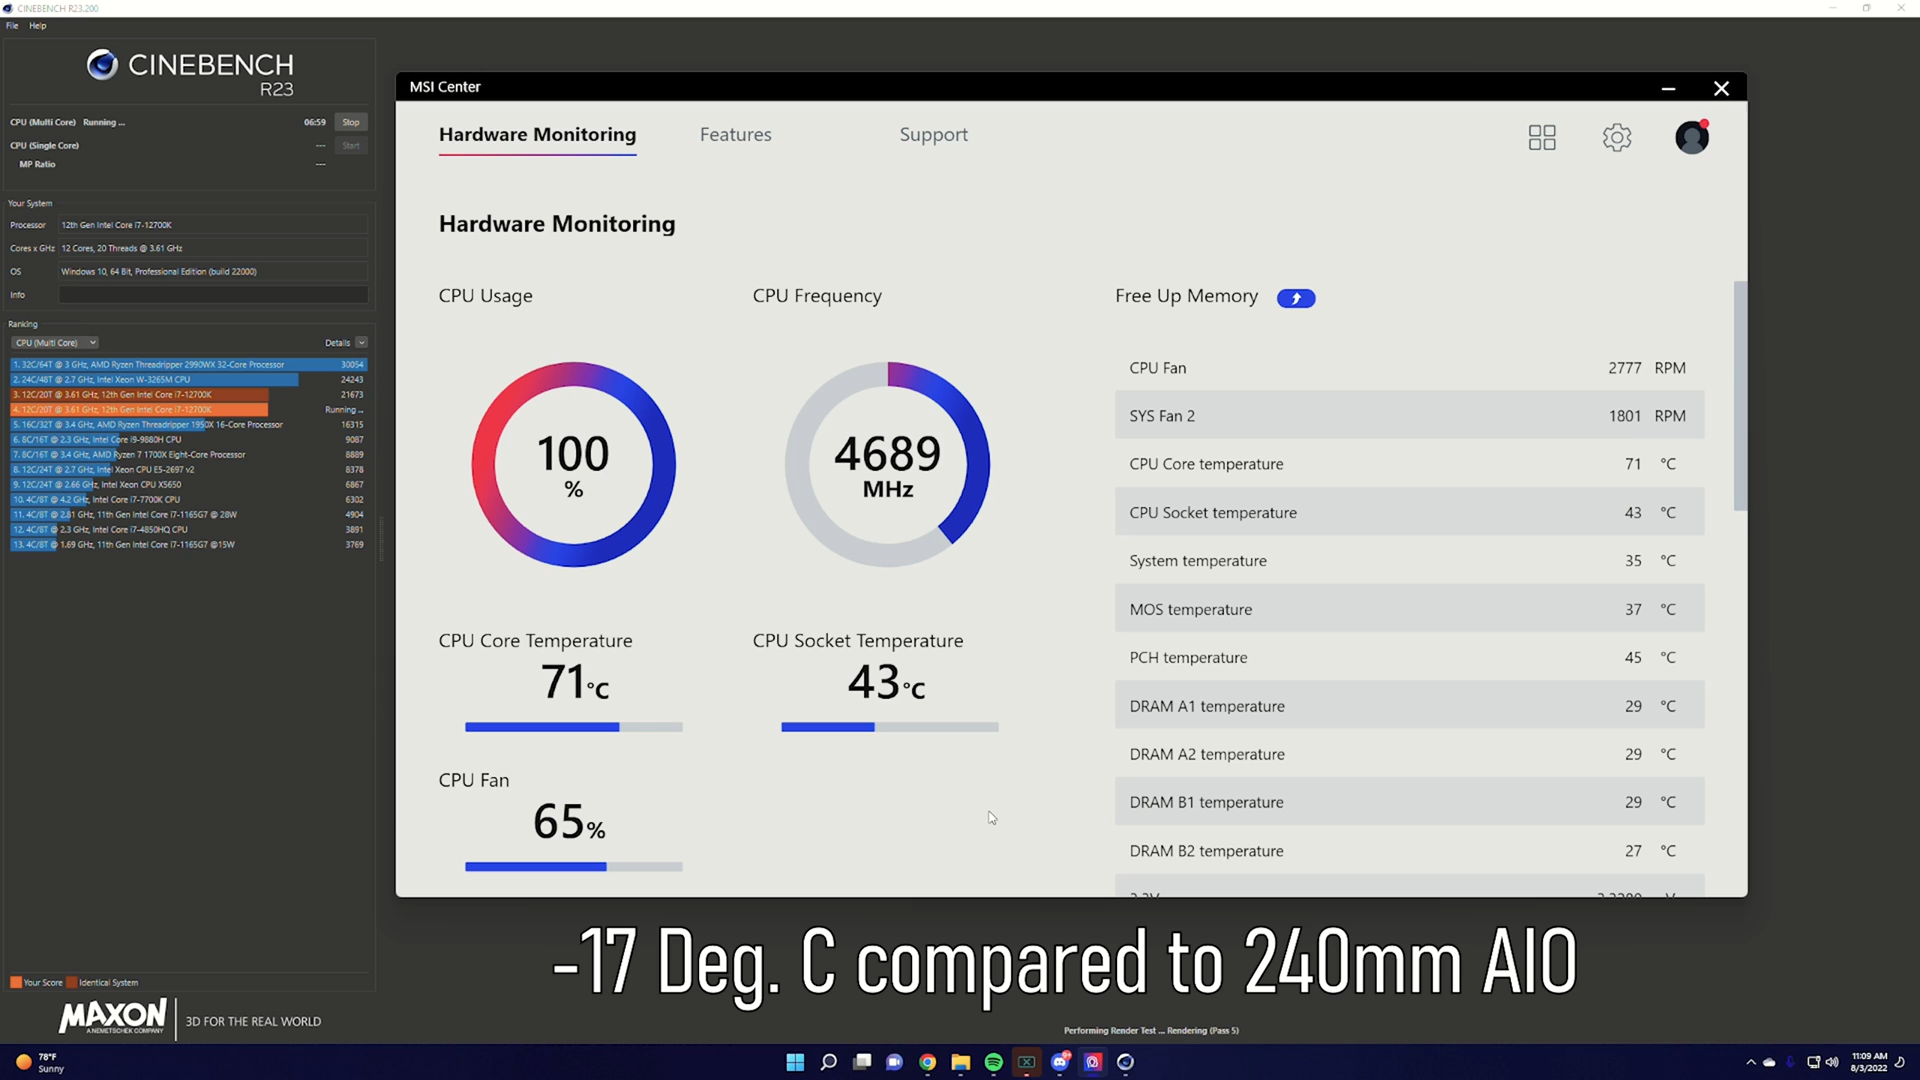 CINEBENCH R23.200
File Help
CINEBENCH
R23
CPU (Multi Core) Running ... 06:59 Stop
CPU (Single Core) --- Start
MP Ratio ---
Your System
Processor 12th Gen Intel Core i7-12700K
Cores x GHz 12 Cores, 20 Threads @ 3.61 GHz
OS Windows 10, 64 Bit, Professional Edition (build 22000)
Info
Ranking
CPU (Multi Core) Details
1. 32C/64T @ 3 GHz, AMD Ryzen Threadripper 2990WX 32-Core Processor 30054
2. 24C/48T @ 2.7 GHz, Intel Xeon W-3265M CPU 24243
3. 12C/20T @ 3.61 GHz, 12th Gen Intel Core i7-12700K 21673
4. 12C/20T @ 3.61 GHz, 12th Gen Intel Core i7-12700K Running ...
5. 16C/32T @ 3.4 GHz, AMD Ryzen Threadripper 1950X 16-Core Processor 16315
6. 8C/16T @ 2.3 GHz, Intel Core i9-9880H CPU 9087
7. 8C/16T @ 3.4 GHz, AMD Ryzen 7 1700X Eight-Core Processor 8889
8. 12C/24T @ 2.7 GHz, Intel Xeon CPU E5-2697 v2 8378
9. 12C/24T @ 2.66 GHz, Intel Xeon CPU X5650 6867
10. 4C/8T @ 4.2 GHz, Intel Core i7-7700K CPU 6302
11. 4C/8T @ 2.81 GHz, 11th Gen Intel Core i7-1165G7 @ 28W 4904
12. 4C/8T @ 2.3 GHz, Intel Core i7-4850HQ CPU 3891
13. 4C/8T @ 1.69 GHz, 11th Gen Intel Core i7-1165G7 @15W 3769
Your Score Identical System
MAXON
A NEMETSCHEK COMPANY
3D FOR THE REAL WORLD
MSI Center
Hardware Monitoring Features Support
Hardware Monitoring
CPU Usage CPU Frequency Free Up Memory
100
%
4689
MHz
CPU Core Temperature CPU Socket Temperature
71°C 43°C
CPU Fan
65%
CPU Fan 2777 RPM
SYS Fan 2 1801 RPM
CPU Core temperature 71 °C
CPU Socket temperature 43 °C
System temperature 35 °C
MOS temperature 37 °C
PCH temperature 45 °C
DRAM A1 temperature 29 °C
DRAM A2 temperature 29 °C
DRAM B1 temperature 29 °C
DRAM B2 temperature 27 °C
-17 Deg. C compared to 240mm AIO
Performing Render Test ... Rendering (Pass 5)
78°F
Sunny
11:09 AM
8/3/2022